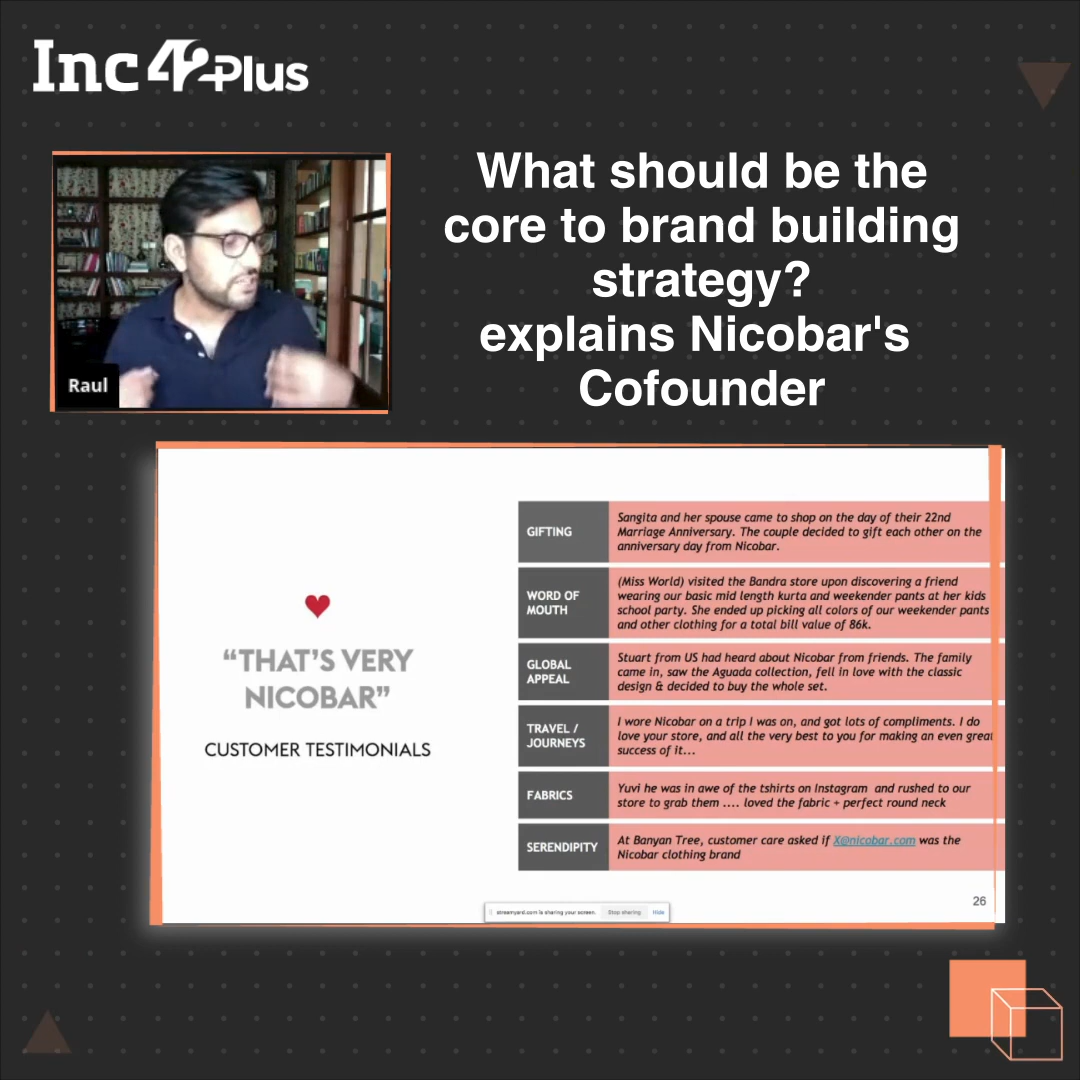 Inc42Plus
What should be the
core to brand building
strategy?
explains Nicobar's
Cofounder
Raul
“THAT’S VERY
NICOBAR”
CUSTOMER TESTIMONIALS
GIFTING
Sangita and her spouse came to shop on the day of their 22nd
Marriage Anniversary. The couple decided to gift each other on the
anniversary day from Nicobar.
WORD OF
MOUTH
(Miss World) visited the Bandra store upon discovering a friend
wearing our basic mid length kurta and weekender pants at her kids
school party. She ended up picking all colors of our weekender pants
and other clothing for a total bill value of 86k.
GLOBAL
APPEAL
Stuart from US had heard about Nicobar from friends. The family
came in, saw the Aguada collection, fell in love with the classic
design & decided to buy the whole set.
TRAVEL /
JOURNEYS
I wore Nicobar on a trip I was on, and got lots of compliments. I do
love your store, and all the very best to you for making an even great
success of it...
FABRICS
Yuvi he was in awe of the tshirts on Instagram and rushed to our
store to grab them .... loved the fabric + perfect round neck
SERENDIPITY
At Banyan Tree, customer care asked if X@nicobar.com was the
Nicobar clothing brand
26
streamyard.com is sharing your screen. Stop sharing Hide